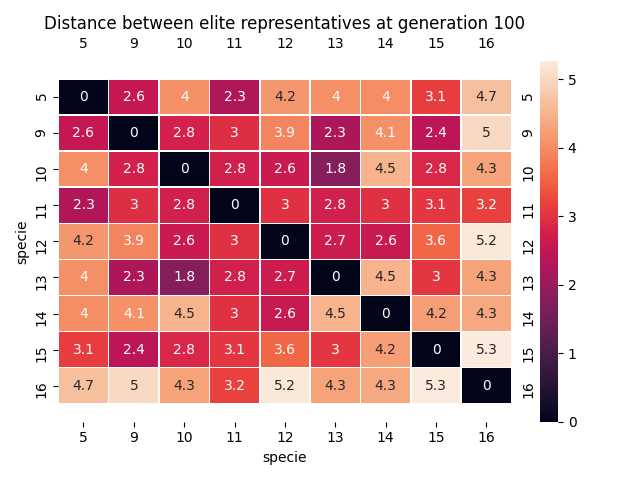 Distance between elite representatives at generation 100
5 9 10 11 12 13 14 15 16
5 0 2.6 4 2.3 4.2 4 4 3.1 4.7 5
9 2.6 0 2.8 3 3.9 2.3 4.1 2.4 5 9
10 4 2.8 0 2.8 2.6 1.8 4.5 2.8 4.3 10
11 2.3 3 2.8 0 3 2.8 3 3.1 3.2 11
12 4.2 3.9 2.6 3 0 2.7 2.6 3.6 5.2 12
13 4 2.3 1.8 2.8 2.7 0 4.5 3 4.3 13
14 4 4.1 4.5 3 2.6 4.5 0 4.2 4.3 14
15 3.1 2.4 2.8 3.1 3.6 3 4.2 0 5.3 15
16 4.7 5 4.3 3.2 5.2 4.3 4.3 5.3 0 16
5 9 10 11 12 13 14 15 16
specie
specie
5
4
3
2
1
0